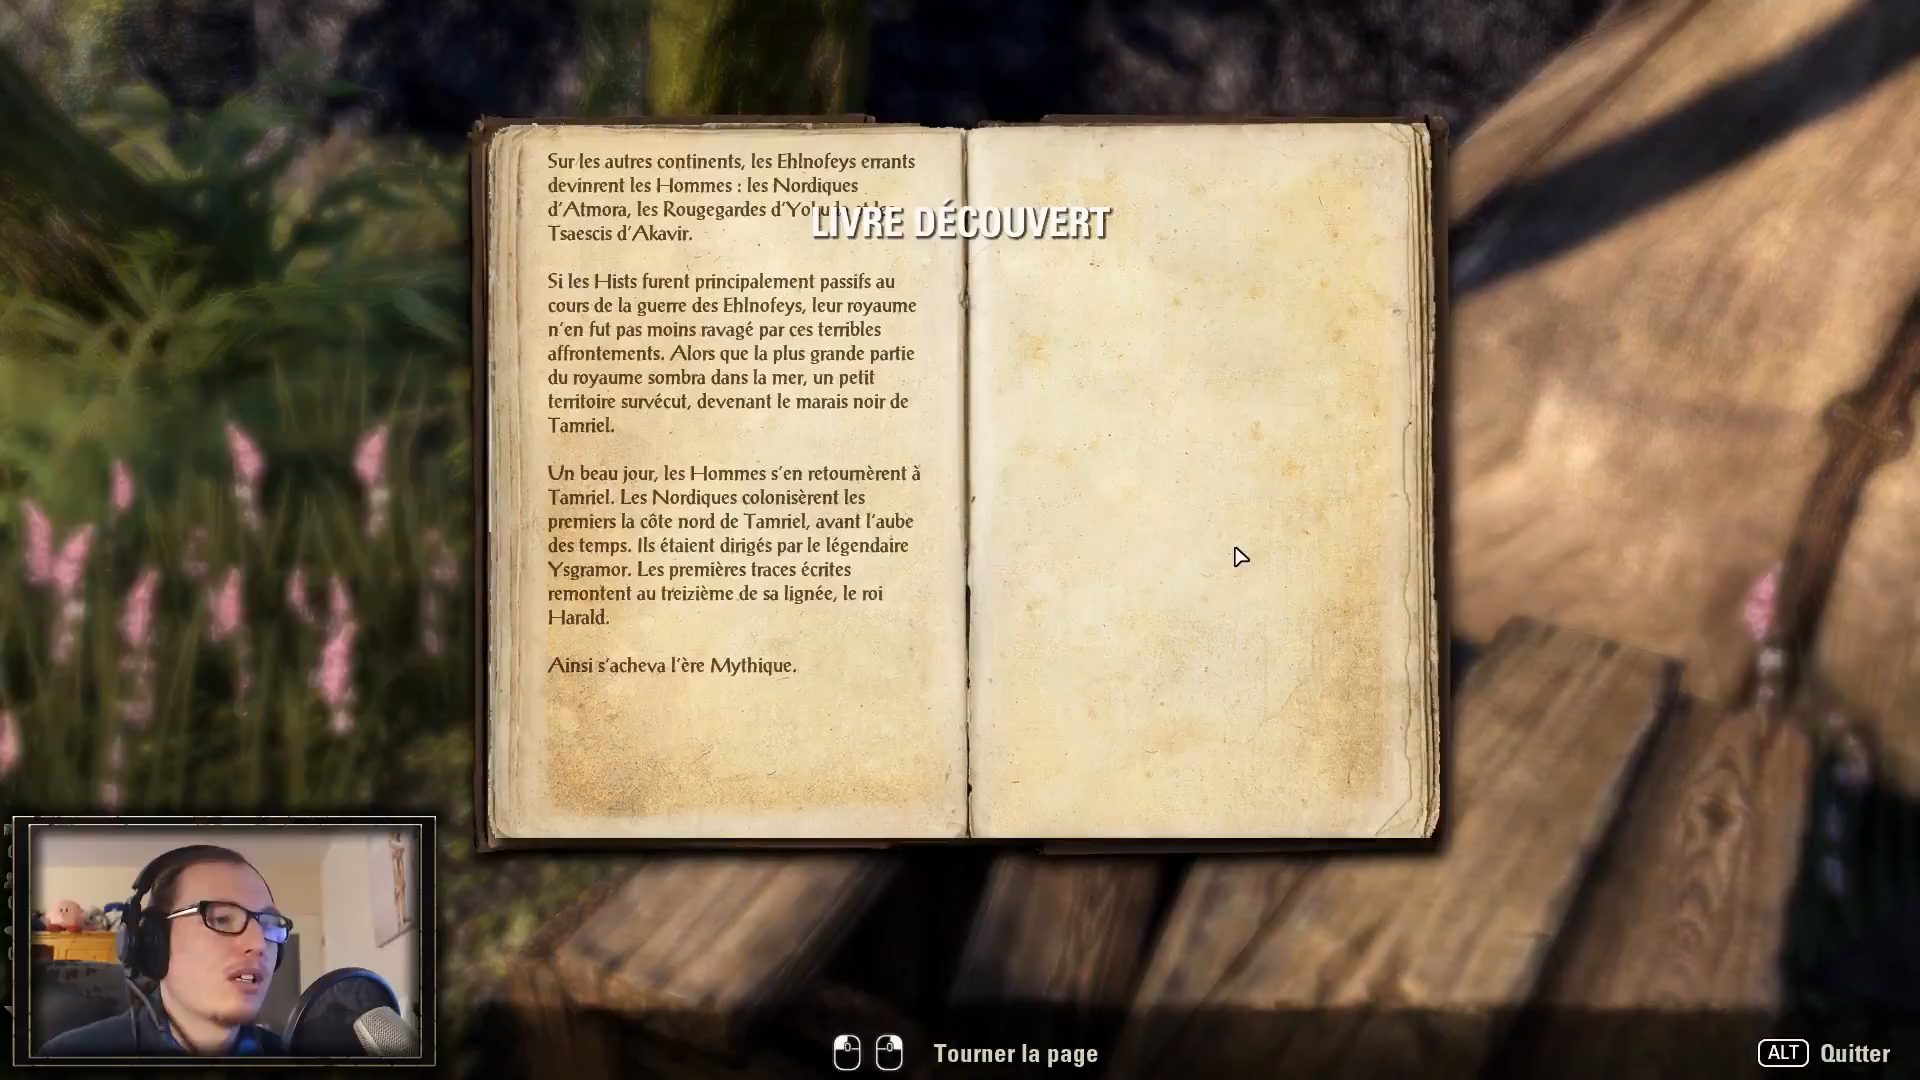 Sur les autres continents, les Ehlnofeys errants
devinrent les Hommes : les Nordiques
d'Atmora, les Rougegardes d'Yokuda et les
Tsaescis d'Akavir.
LIVRE DÉCOUVERT
Si les Hists furent principalement passifs au
cours de la guerre des Ehlnofeys, leur royaume
n'en fut pas moins ravagé par ces terribles
affrontements. Alors que la plus grande partie
du royaume sombra dans la mer, un petit
territoire survécut, devenant le marais noir de
Tamriel.
Un beau jour, les Hommes s'en retournèrent à
Tamriel. Les Nordiques colonisèrent les
premiers la côte nord de Tamriel, avant l'aube
des temps. Ils étaient dirigés par le légendaire
Ysgramor. Les premières traces écrites
remontent au treizième de sa lignée, le roi
Harald.
Ainsi s'acheva l'ère Mythique.
Tourner la page
ALT Quitter